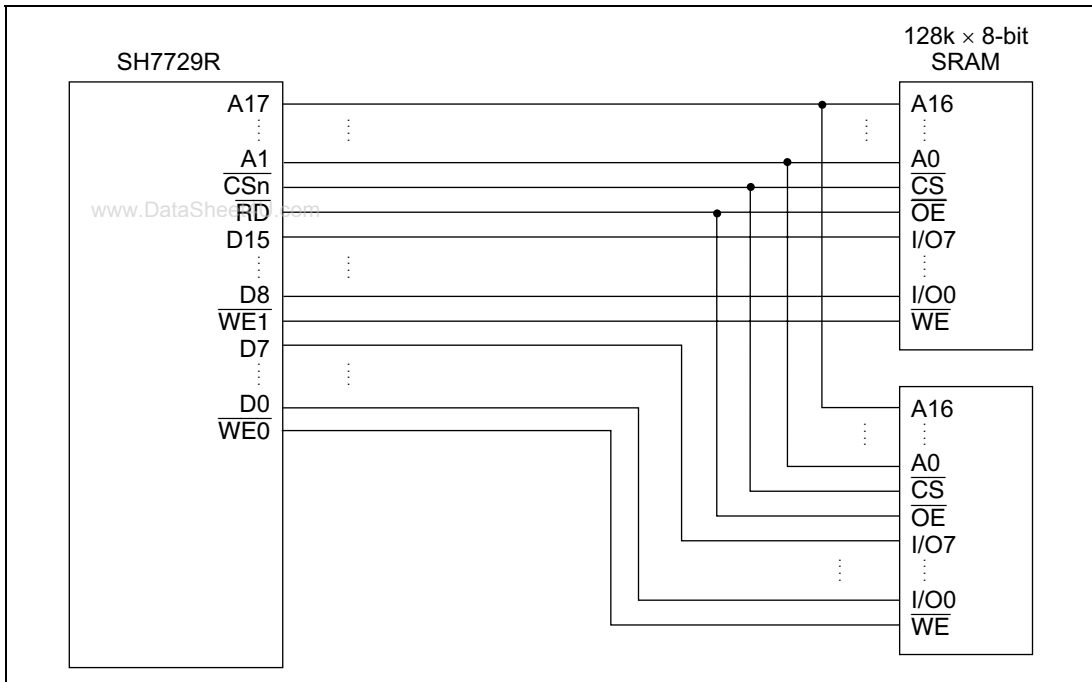 128k × 8-bit
SH7729R
SRAM
A17
A1
CSn
RD
D15
D8
WE1
D7
D0
WE0
A16
A0
CS
OE
I/O7
I/O0
WE
A16
A0
CS
OE
I/O7
I/O0
WE
www.DataSheet4U.com